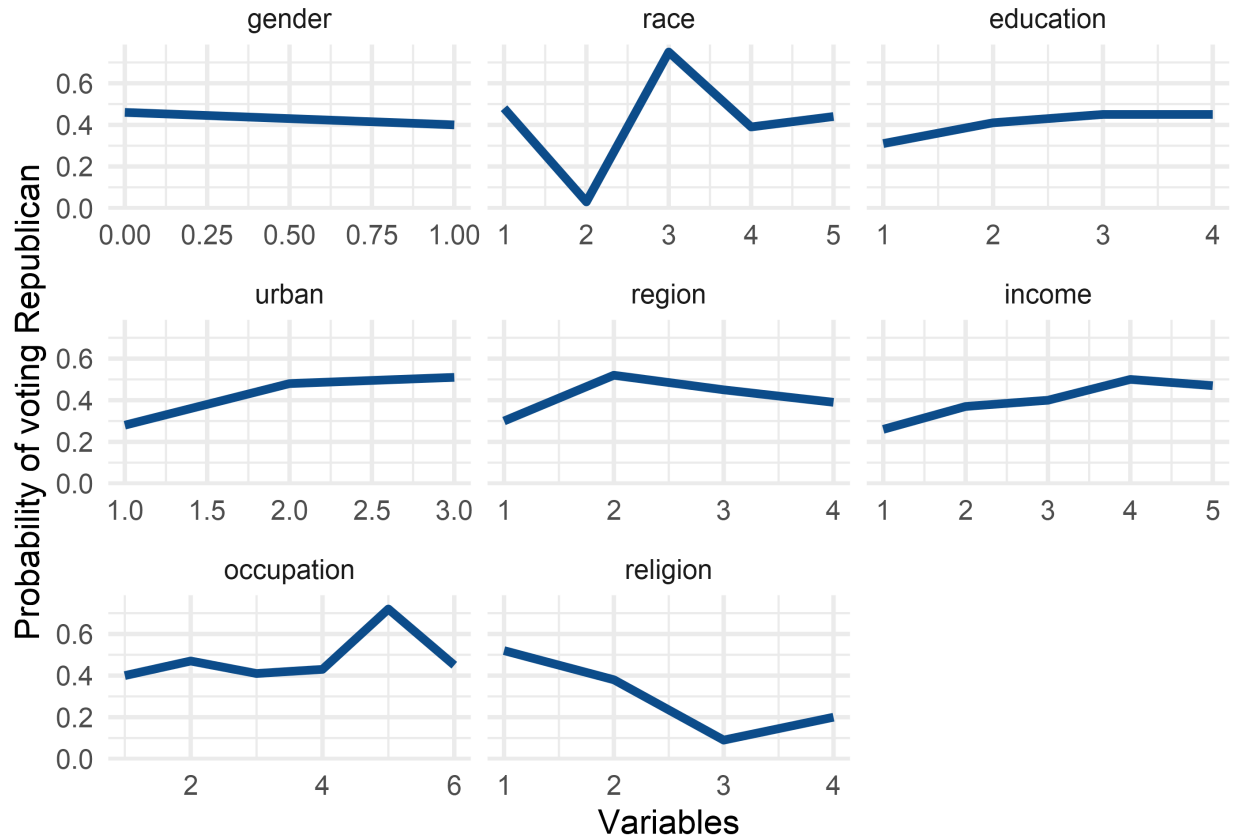 gender race education
0.6
0.4
0.2
0.0
0.00 0.25 0.50 0.75 1.00 1 2 3 4 5 1 2 3 4
urban region income
0.6
0.4
0.2
0.0
1.0 1.5 2.0 2.5 3.0 1 2 3 4 1 2 3 4 5
occupation religion
0.6
0.4
0.2
0.0
2 4 6 1 2 3 4
Variables
Probability of voting Republican